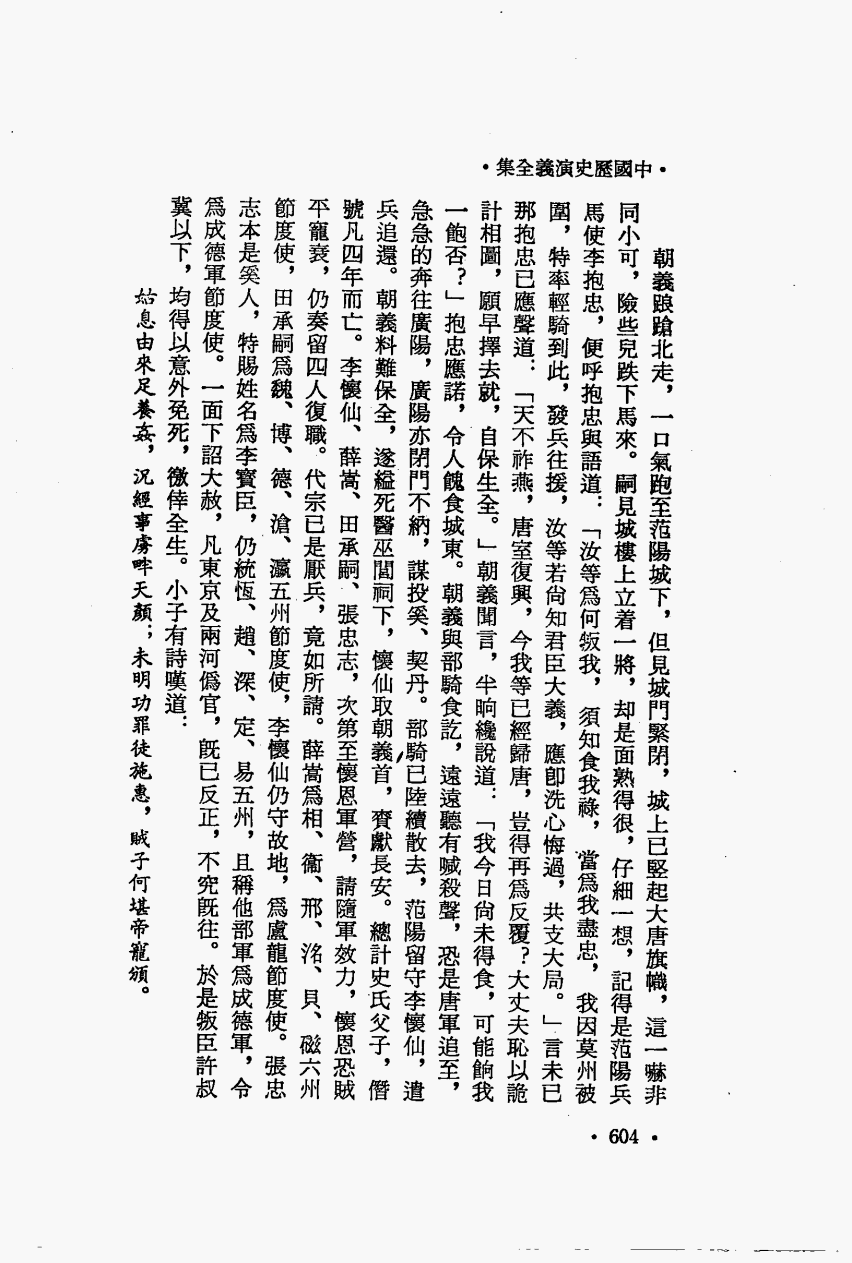 •中國歷史演義全集•
朝義踉蹌北走，一口氣跑至范陽城下，但見城門緊閉，城上已竪起大唐旗幟，這一嚇非
同小可，險些兒跌下馬來。嗣見城樓上立着一將，却是面熟得很，仔細一想，記得是范陽兵
馬使李抱忠，便呼抱忠與語道：「汝等爲何叛我，須知食我祿，當爲我盡忠，我因莫州被
圍，特率輕騎到此，發兵往援，汝等若尙知君臣大義，應卽洗心悔過，共支大局。」言未已
那抱忠已應聲道：「天不祚燕，唐室復興，今我等已經歸唐，豈得再爲反覆？大丈夫恥以詭
計相圖，願早擇去就，自保生全。」朝義聞言，半晌纔說道：「我今日尙未得食，可能餉我
一飽否？」抱忠應諾，令人餽食城東。朝義與部騎食訖，遠遠聽有喊殺聲，恐是唐軍追至，
急急的奔往廣陽，廣陽亦閉門不納，謀投奚、契丹。部騎已陸續散去，范陽留守李懷仙，遣
兵追還。朝義料難保全，遂縊死醫巫閭祠下，懷仙取朝義首，賫獻長安。總計史氏父子，僭
號凡四年而亡。李懷仙、薛嵩、田承嗣、張忠志，次第至懷恩軍營，請隨軍效力，懷恩恐賊
平寵衰，仍奏留四人復職。代宗已是厭兵，竟如所請。薛嵩爲相、衞、邢、洺、貝、磁六州
節度使，田承嗣爲魏、博、德、滄、瀛五州節度使，李懷仙仍守故地，爲盧龍節度使。張忠
志本是奚人，特賜姓名爲李寶臣，仍統恆、趙、深、定、易五州，且稱他部軍爲成德軍，令
爲成德軍節度使。一面下詔大赦，凡東京及兩河僞官，旣已反正，不究旣往。於是叛臣許叔
冀以下，均得以意外免死，徼倖全生。小子有詩嘆道：
姑息由來足養姦，況經事虜畔天顏；未明功罪徒施惠，賊子何堪帝寵頒。
•604•